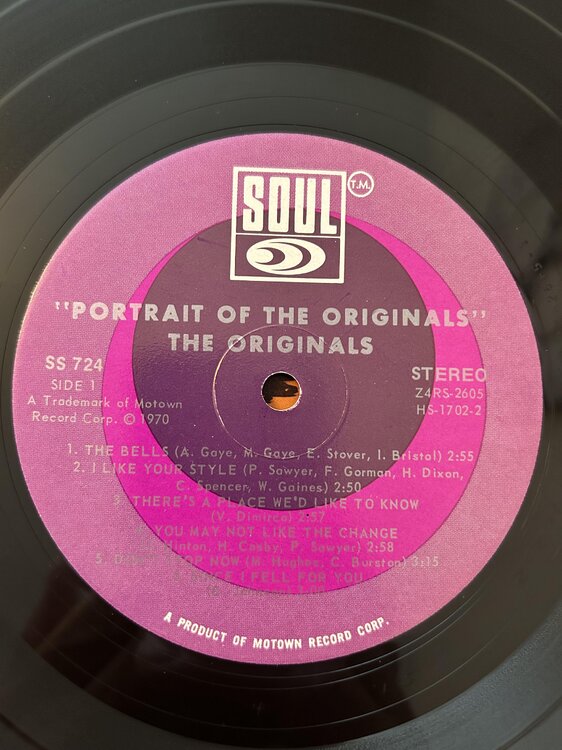 SOUL
T.M.
"PORTRAIT OF THE ORIGINALS"
THE ORIGINALS
SS 724
SIDE 1
A Trademark of Motown
Record Corp. © 1970
STEREO
Z4RS-2605
HS-1702-2
1. THE BELLS (A. Gaye, M. Gaye, E. Stover, I. Bristol) 2:55
2. I LIKE YOUR STYLE (P. Sawyer, F. Gorman, H. Dixon,
C. Spencer, W. Gaines) 2:50
3. THERE'S A PLACE WE'D LIKE TO KNOW
(V. Dimirco) 2:57
YOU MAY NOT LIKE THE CHANGE
Hinton, H. Cosby, P. Sawyer) 2:58
5. NOW (M. Hughes, C. Burston) 3:15
I FELL FOR YOU
A PRODUCT OF MOTOWN RECORD CORP.